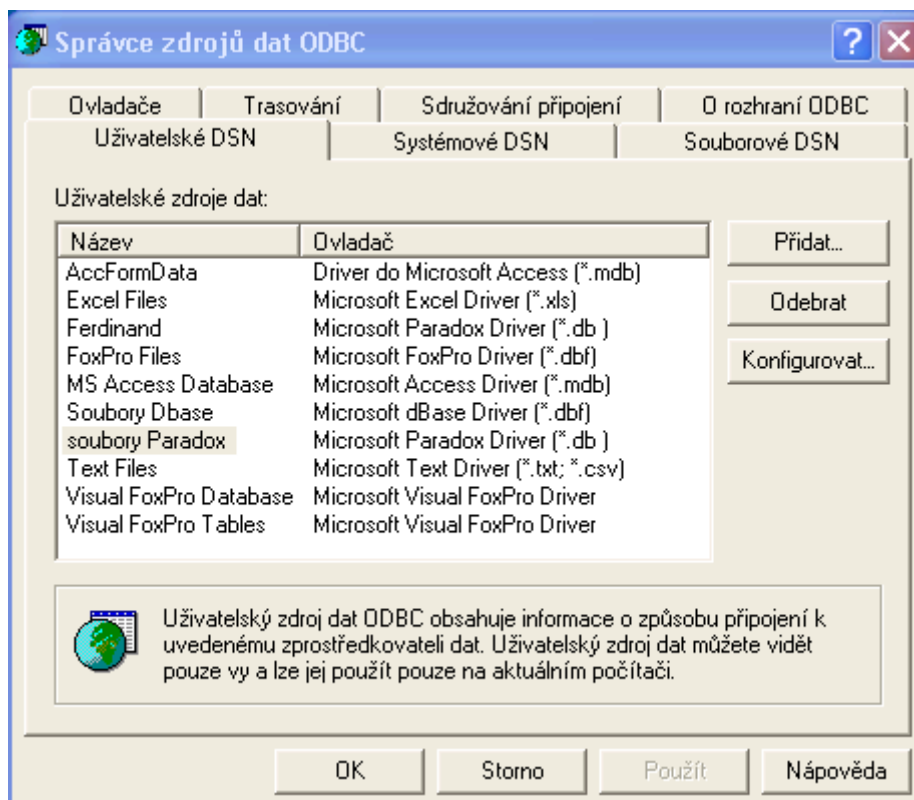 Správce zdrojů dat ODBC
Ovladače Trasování Sdružování připojení O rozhraní ODBC
Uživatelské DSN Systémové DSN Souborové DSN
Uživatelské zdroje dat:
Název Ovladač
AccFormData Driver do Microsoft Access (*.mdb)
Excel Files Microsoft Excel Driver (*.xls)
Ferdinand Microsoft Paradox Driver (*.db )
FoxPro Files Microsoft FoxPro Driver (*.dbf)
MS Access Database Microsoft Access Driver (*.mdb)
Soubory Dbase Microsoft dBase Driver (*.dbf)
soubory Paradox Microsoft Paradox Driver (*.db )
Text Files Microsoft Text Driver (*.txt; *.csv)
Visual FoxPro Database Microsoft Visual FoxPro Driver
Visual FoxPro Tables Microsoft Visual FoxPro Driver
Přidat...
Odebrat
Konfigurovat...
Uživatelský zdroj dat ODBC obsahuje informace o způsobu připojení k
uvedenému zprostředkovateli dat. Uživatelský zdroj dat můžete vidět
pouze vy a lze jej použít pouze na aktuálním počítači.
OK Storno Použít Nápověda